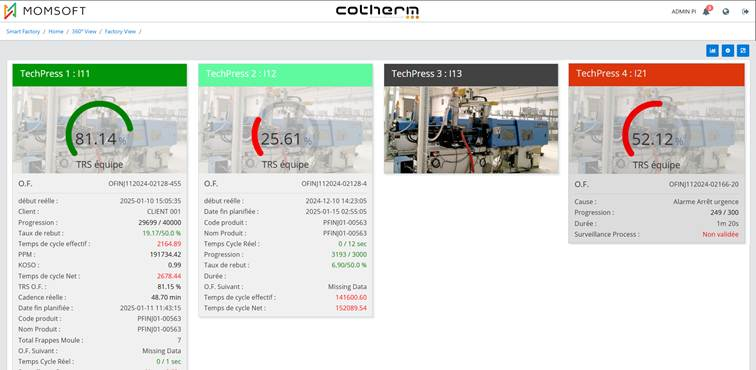 MOMSOFT
cotherm
ADMIN PI
Smart Factory / Home / 360° View / Factory View /
TechPress 1 : I11
81.14 %
TRS équipe
O.F. OFINJ112024-02128-455
début réelle : 2025-01-10 15:05:35
Client : CLIENT 001
Progression : 29699 / 40000
Taux de rebut : 19.17/50.0 %
Temps de cycle effectif : 2164.89
PPM : 191734.42
KOSO : 0.99
Temps de cycle Net : 2678.44
TRS O.F. : 81.15 %
Cadence réelle : 48.70 min
Date fin planifiée : 2025-01-11 11:43:15
Code produit : PFINJ01-00563
Nom Produit : PFINJ01-00563
Total Frappes Moule : 7
O.F. Suivant : Missing Data
Temps Cycle Réel : 0 / 1 sec
TechPress 2 : I12
25.61 %
TRS équipe
O.F. OFINJ112024-02128-4
début réelle : 2024-12-10 14:23:05
Date fin planifiée : 2025-01-15 02:55:05
Code produit : PFINJ01-00563
Nom Produit : PFINJ01-00563
Temps Cycle Réel : 0 / 12 sec
Progression : 3193 / 3000
Taux de rebut : 6.90/50.0 %
Durée :
O.F. Suivant : Missing Data
Temps de cycle effectif : 141600.60
Temps de cycle Net : 152089.54
TechPress 3 : I13
TechPress 4 : I21
52.12 %
TRS équipe
O.F. OFINJ112024-02166-20
Cause : Alarme Arrêt urgence
Progression : 249 / 300
Durée : 1m 20s
Surveillance Process : Non validée